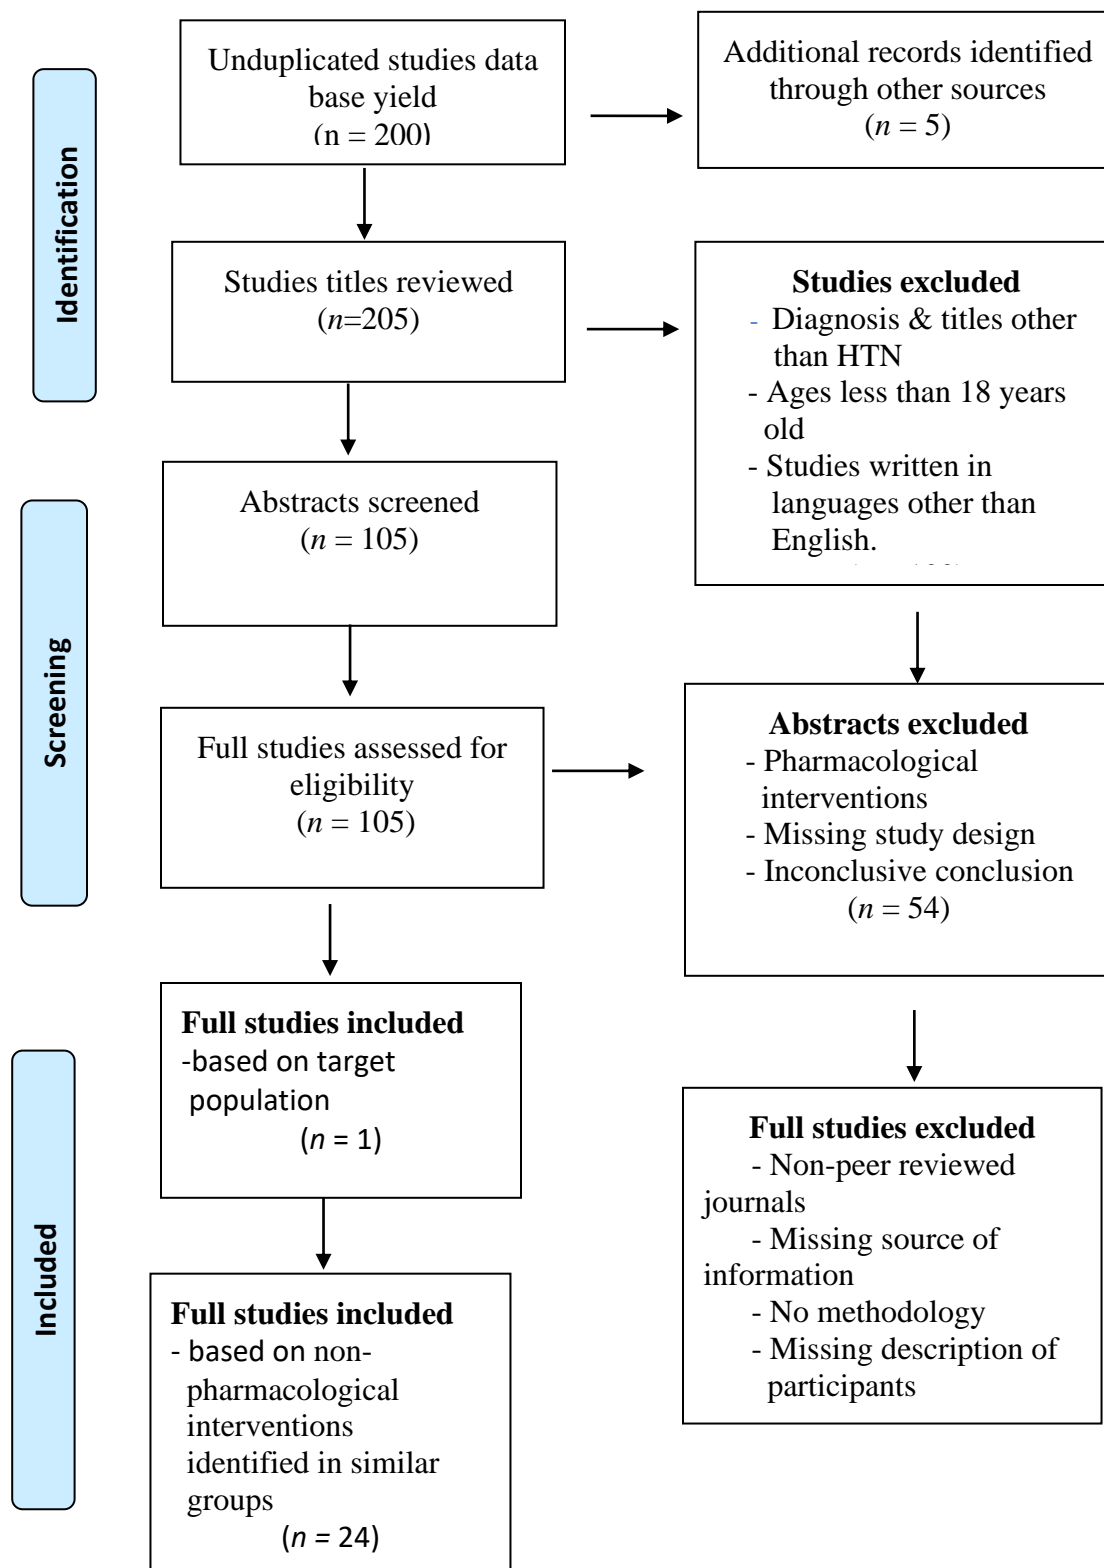 Unduplicated studies data
base yield
(n = 200)
Additional records identified
through other sources
(n = 5)
Identification
Studies titles reviewed
(n=205)
Studies excluded
- Diagnosis & titles other
than HTN
- Ages less than 18 years
old
- Studies written in
languages other than
English.
Abstracts screened
(n = 105)
Screening
Full studies assessed for
eligibility
(n = 105)
Abstracts excluded
- Pharmacological
interventions
- Missing study design
- Inconclusive conclusion
(n = 54)
Full studies included
-based on target
population
(n = 1)
Included
Full studies excluded
- Non-peer reviewed
journals
- Missing source of
information
- No methodology
- Missing description of
participants
Full studies included
- based on non-
pharmacological
interventions
identified in similar
groups
(n = 24)